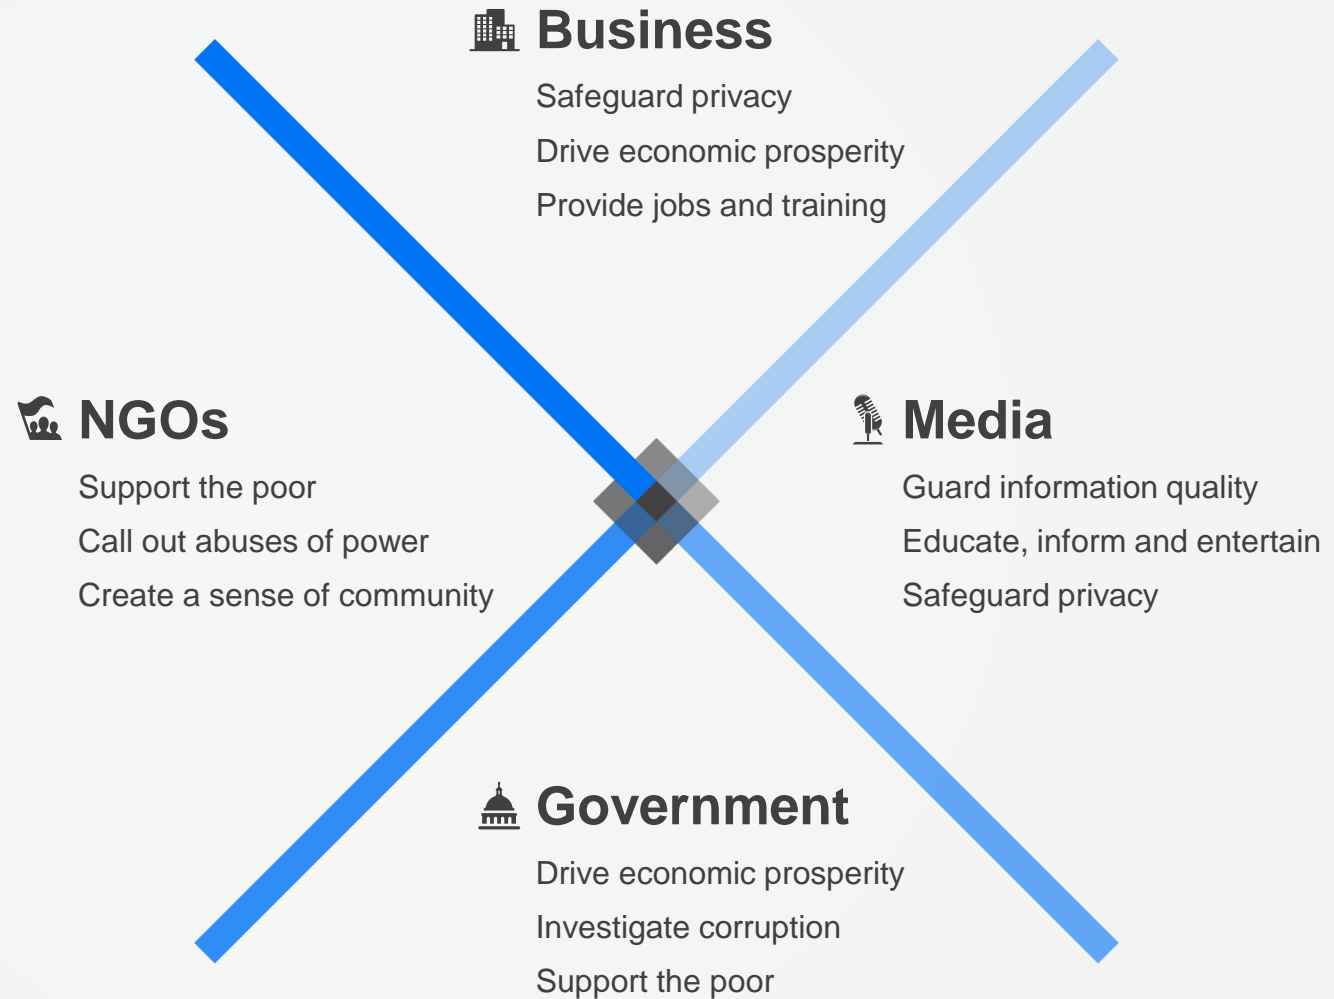 Business
Safeguard privacy
Drive economic prosperity
Provide jobs and training
NGOs
Support the poor
Call out abuses of power
Create a sense of community
Media
Guard information quality
Educate, inform and entertain
Safeguard privacy
Government
Drive economic prosperity
Investigate corruption
Support the poor